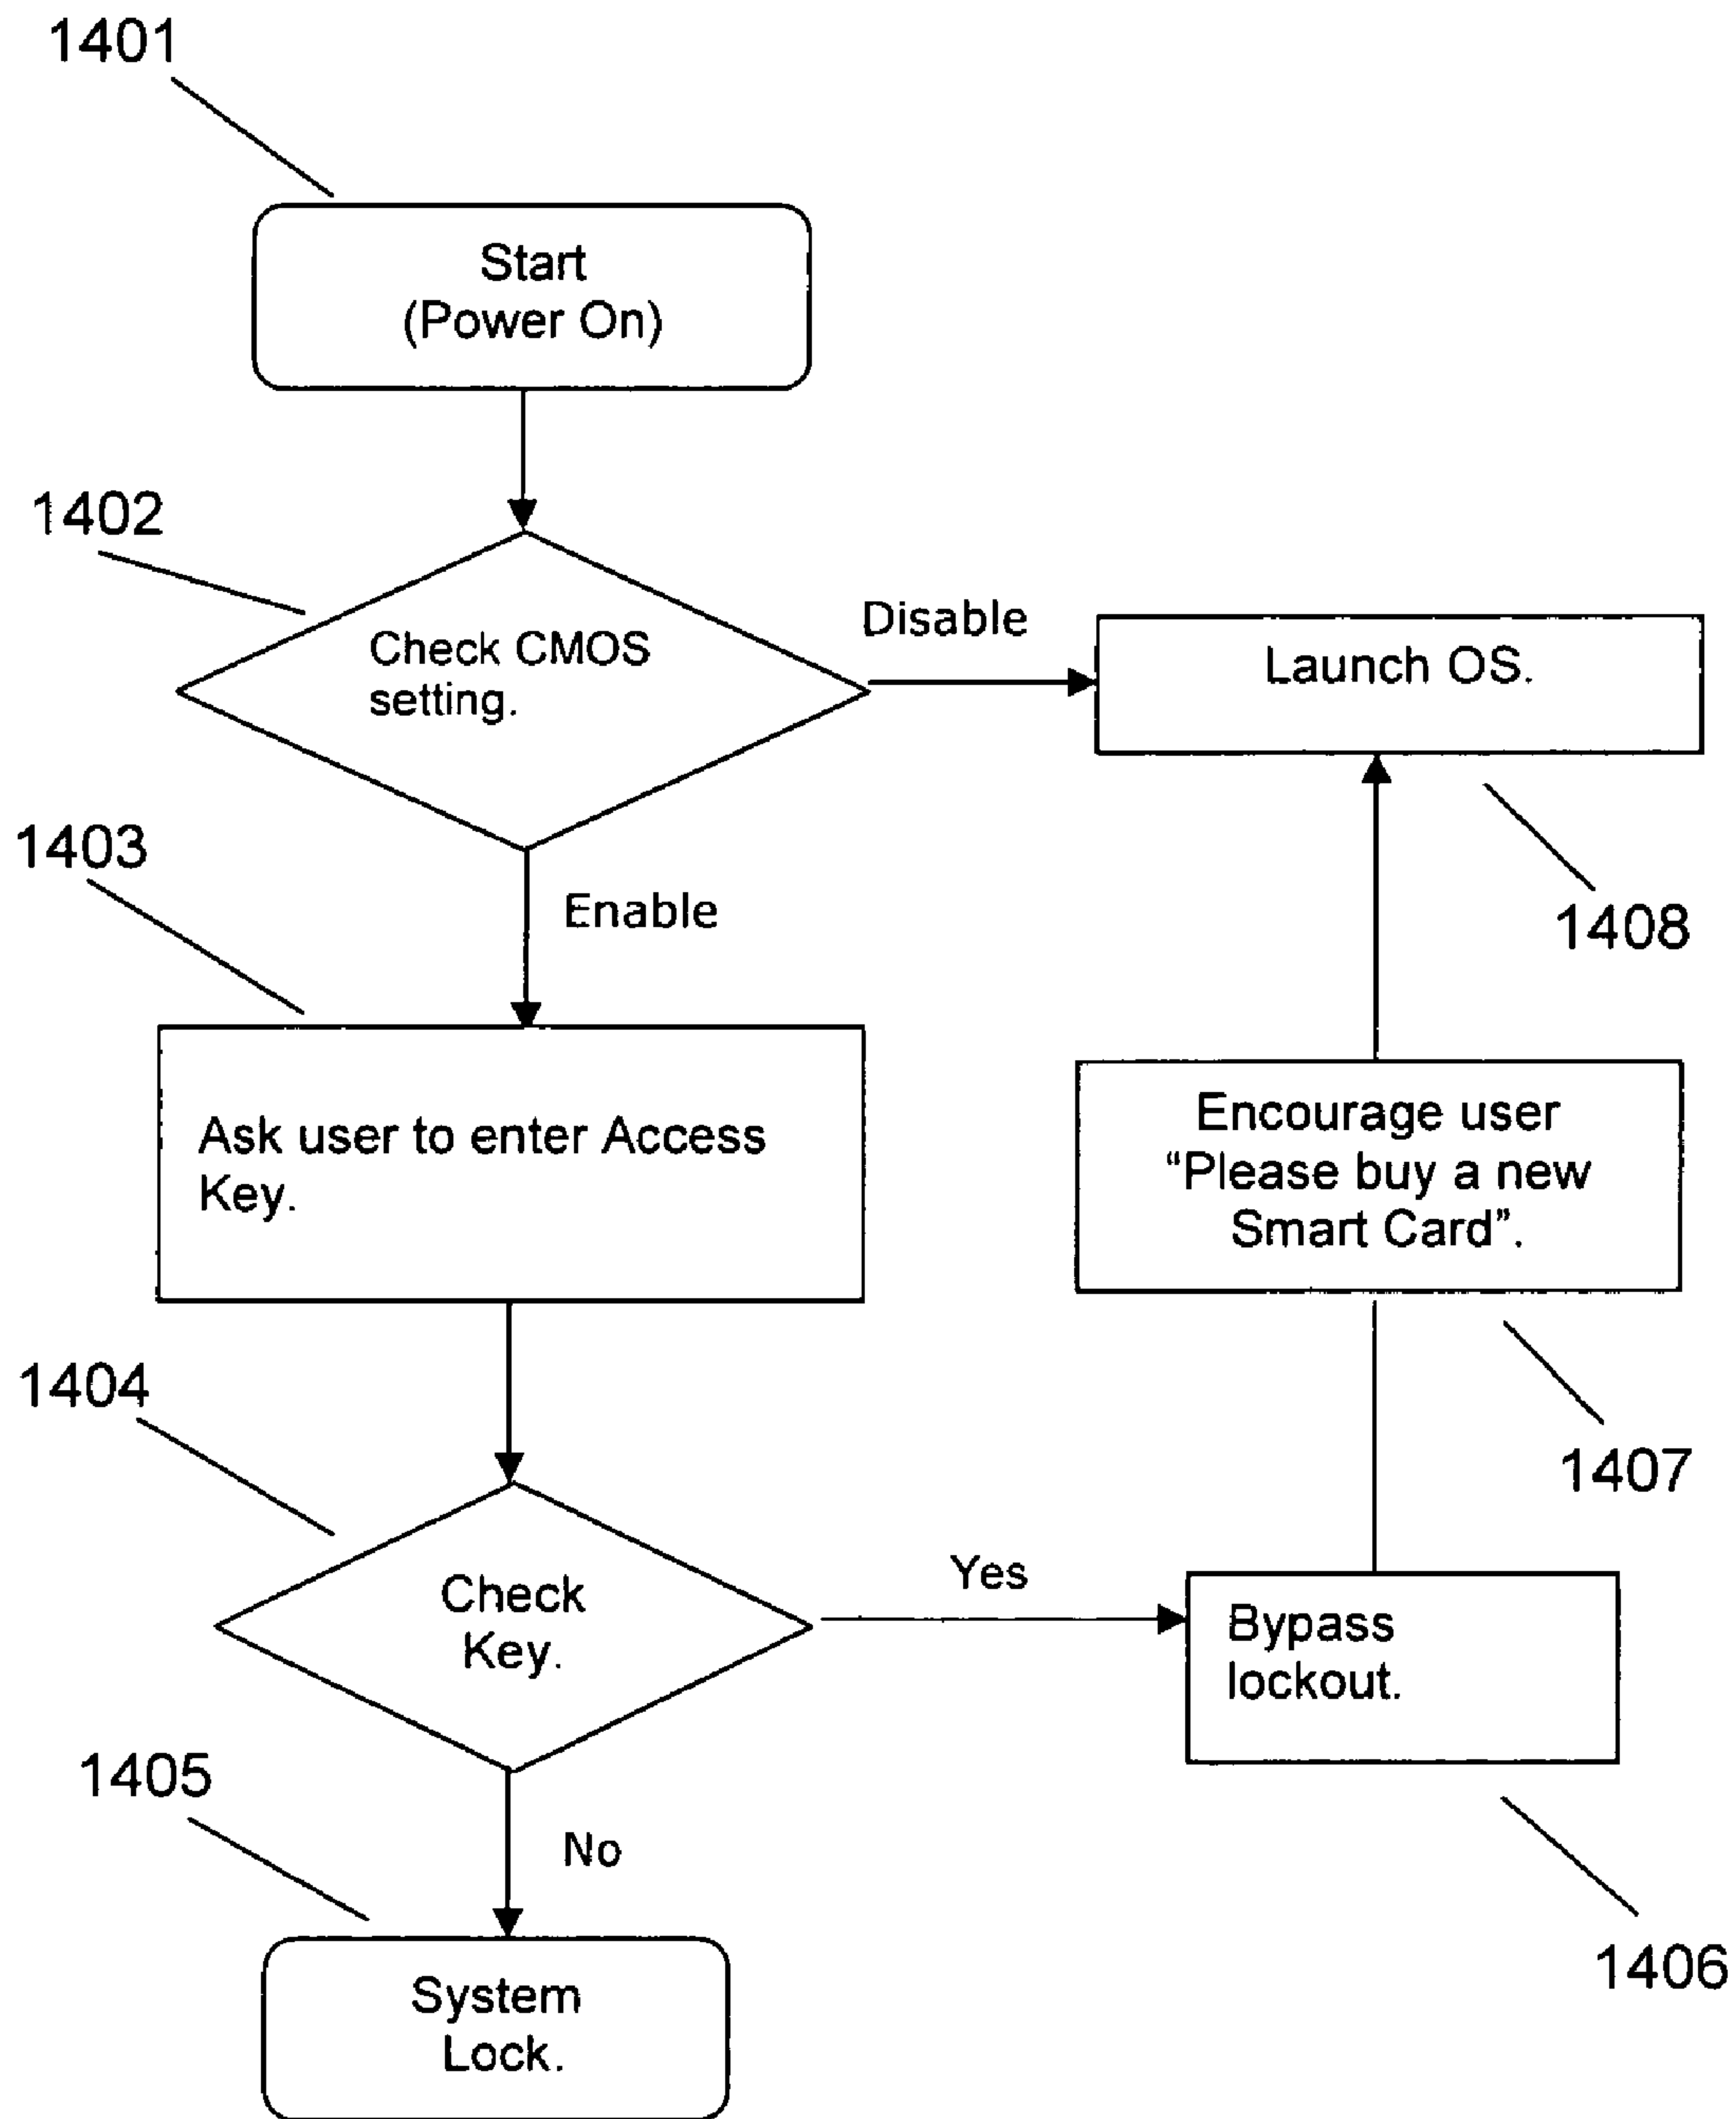 1401
Start
(Power On)
1402
Check CMOS
setting.
Disable
Launch OS.
1408
Enable
1403
Ask user to enter Access
Key.
Encourage user
“Please buy a new
Smart Card”.
1407
1404
Check
Key.
Yes
Bypass
lockout.
1406
No
1405
System
Lock.